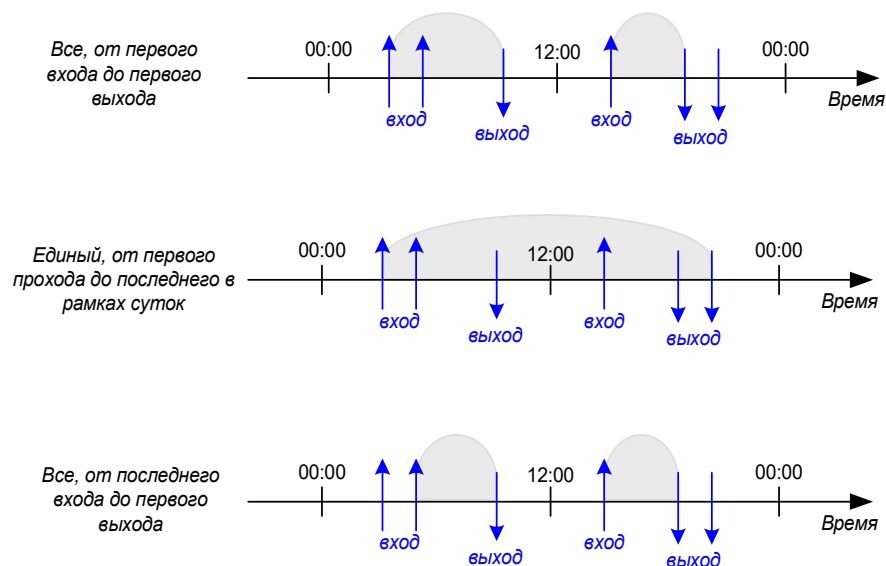 Все, от первого
входа до первого
выхода
00:00
12:00
00:00
вход
выход
вход
выход
Время
Единый, от первого
прохода до последнего в
рамках суток
00:00
12:00
00:00
вход
выход
вход
выход
Время
Все, от последнего
входа до первого
выхода
00:00
12:00
00:00
вход
выход
вход
выход
Время